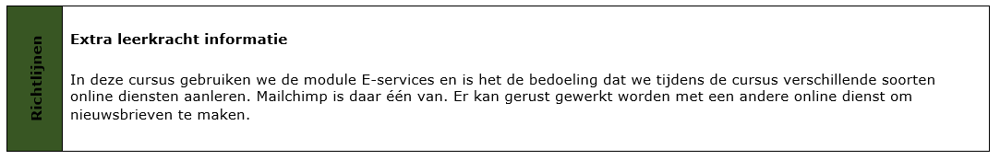 Richtlijnen
Extra leerkracht informatie
In deze cursus gebruiken we de module E-services en is het de bedoeling dat we tijdens de cursus verschillende soorten
online diensten aanleren. Mailchimp is daar één van. Er kan gerust gewerkt worden met een andere online dienst om
nieuwsbrieven te maken.